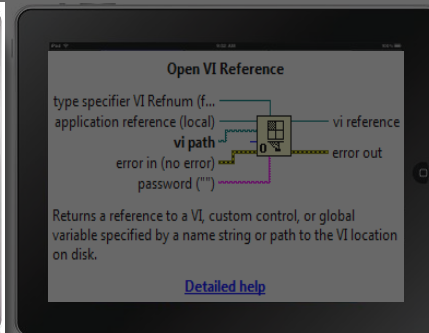 Open VI Reference
type specifier VI Refnum (f...
application reference (local)
vi reference
vi path
error in (no error)
error out
password ("")
Returns a reference to a VI, custom control, or global
variable specified by a name string or path to the VI location
on disk.
Detailed help